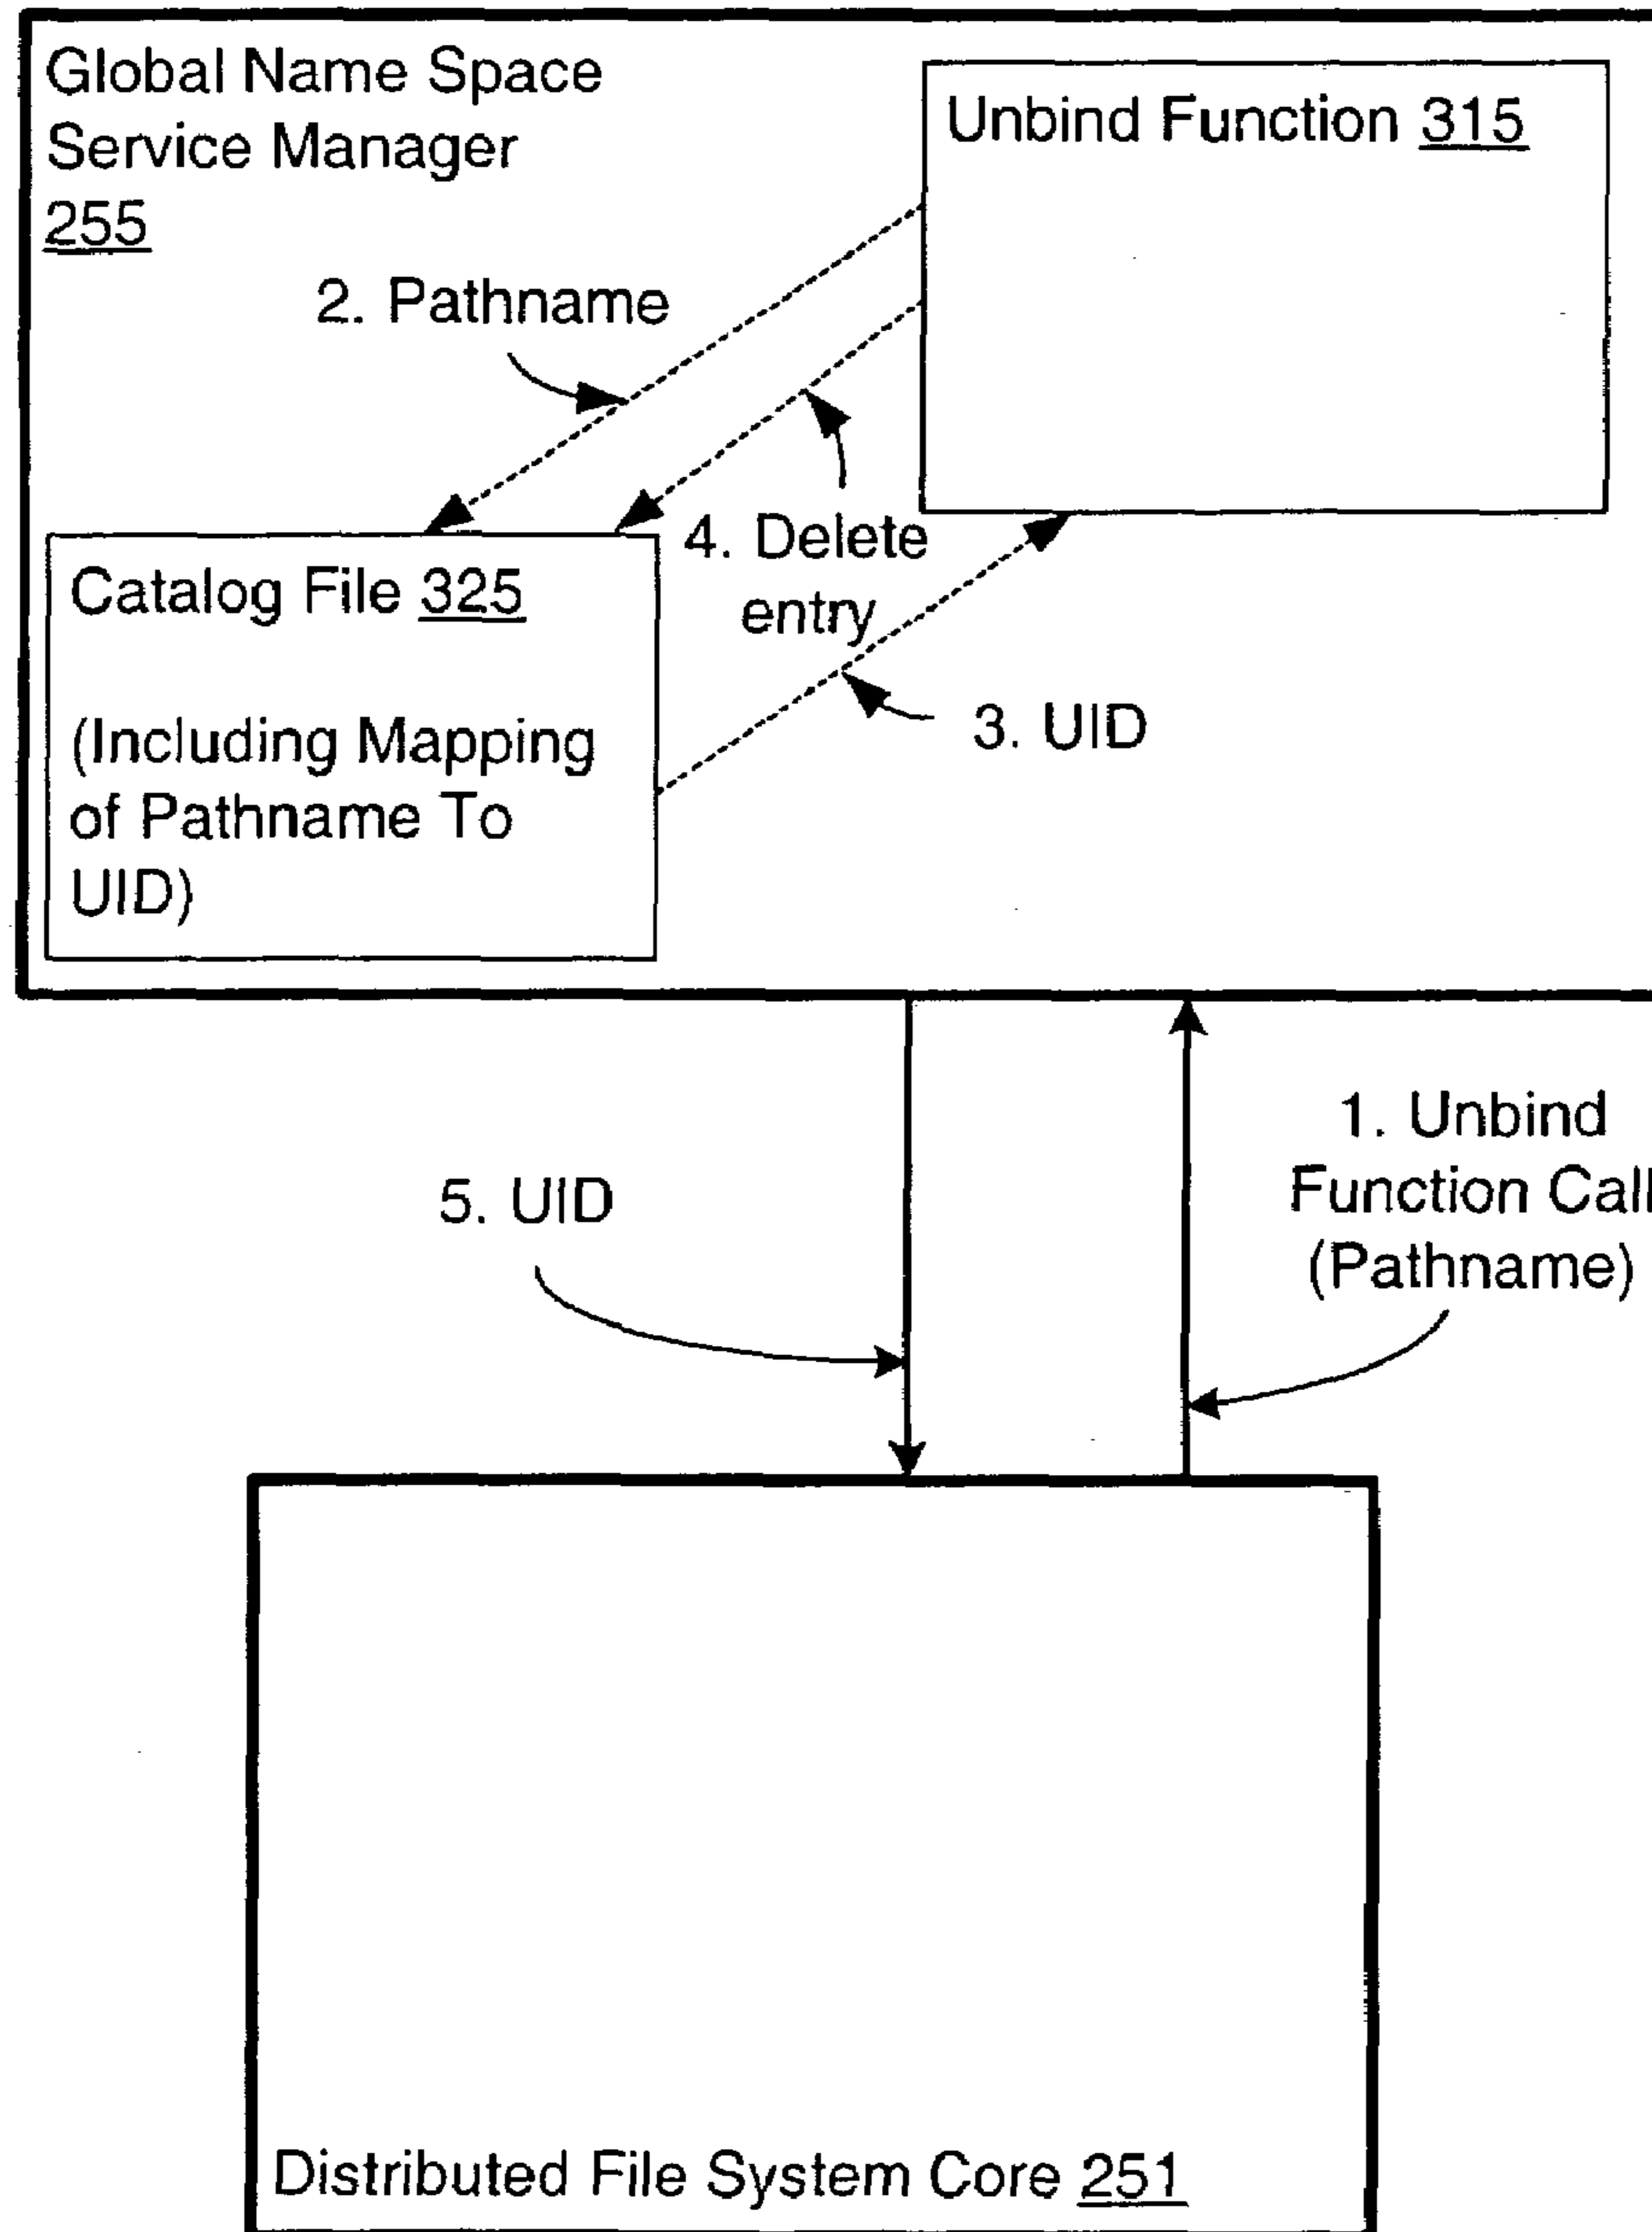 Global Name Space
Service Manager
255
Unbind Function 315
2. Pathname
4. Delete
entry
Catalog File 325
(Including Mapping
of Pathname To
UID)
3. UID
1. Unbind
Function Call
(Pathname)
5. UID
Distributed File System Core 251